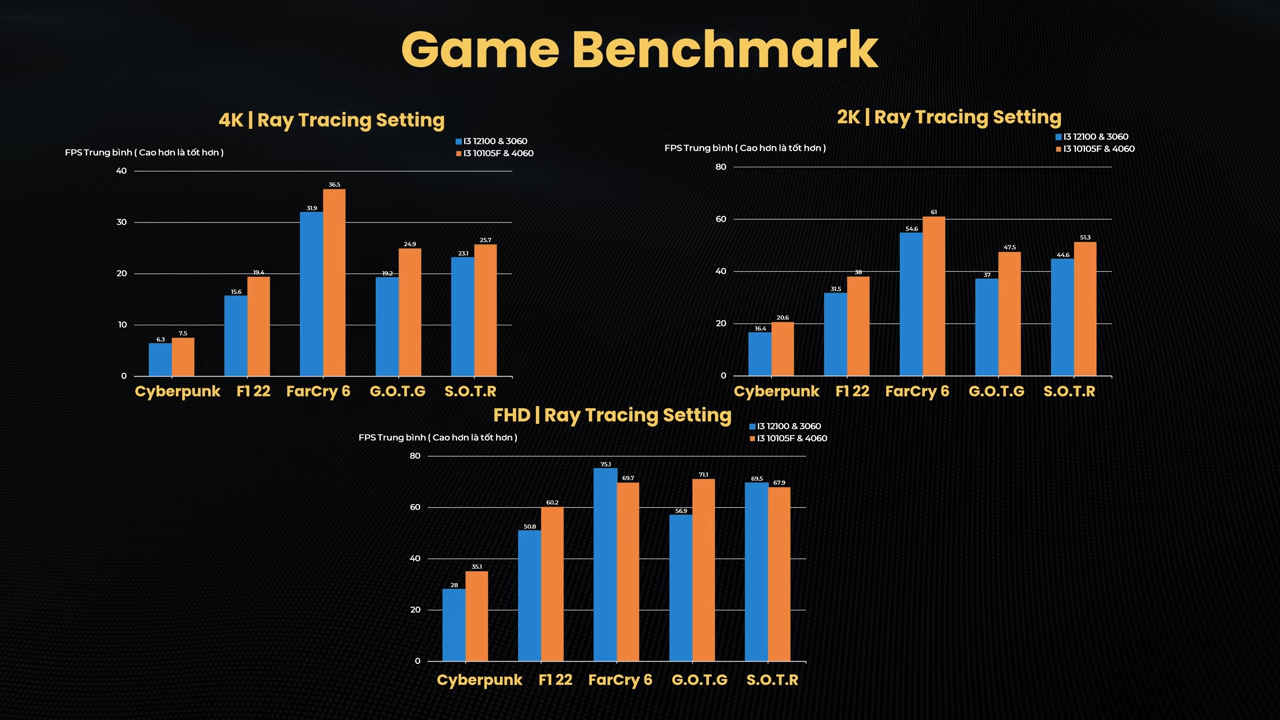 Game Benchmark
4K | Ray Tracing Setting
I3 12100 & 3060
I3 10105F & 4060
FPS Trung bình ( Cao hơn là tốt hơn )
40
30
20
10
0
6.3
7.5
15.6
19.4
31.9
36.5
19.2
24.9
23.1
25.7
Cyberpunk
F1 22
FarCry 6
G.O.T.G
S.O.T.R
2K | Ray Tracing Setting
I3 12100 & 3060
I3 10105F & 4060
FPS Trung bình ( Cao hơn là tốt hơn )
80
60
40
20
0
16.4
20.6
31.5
38
54.6
61
37
47.5
44.6
51.3
Cyberpunk
F1 22
FarCry 6
G.O.T.G
S.O.T.R
FHD | Ray Tracing Setting
I3 12100 & 3060
I3 10105F & 4060
FPS Trung bình ( Cao hơn là tốt hơn )
80
60
40
20
0
28
35.1
50.8
60.2
75.1
69.7
56.9
71.1
69.5
67.9
Cyberpunk
F1 22
FarCry 6
G.O.T.G
S.O.T.R